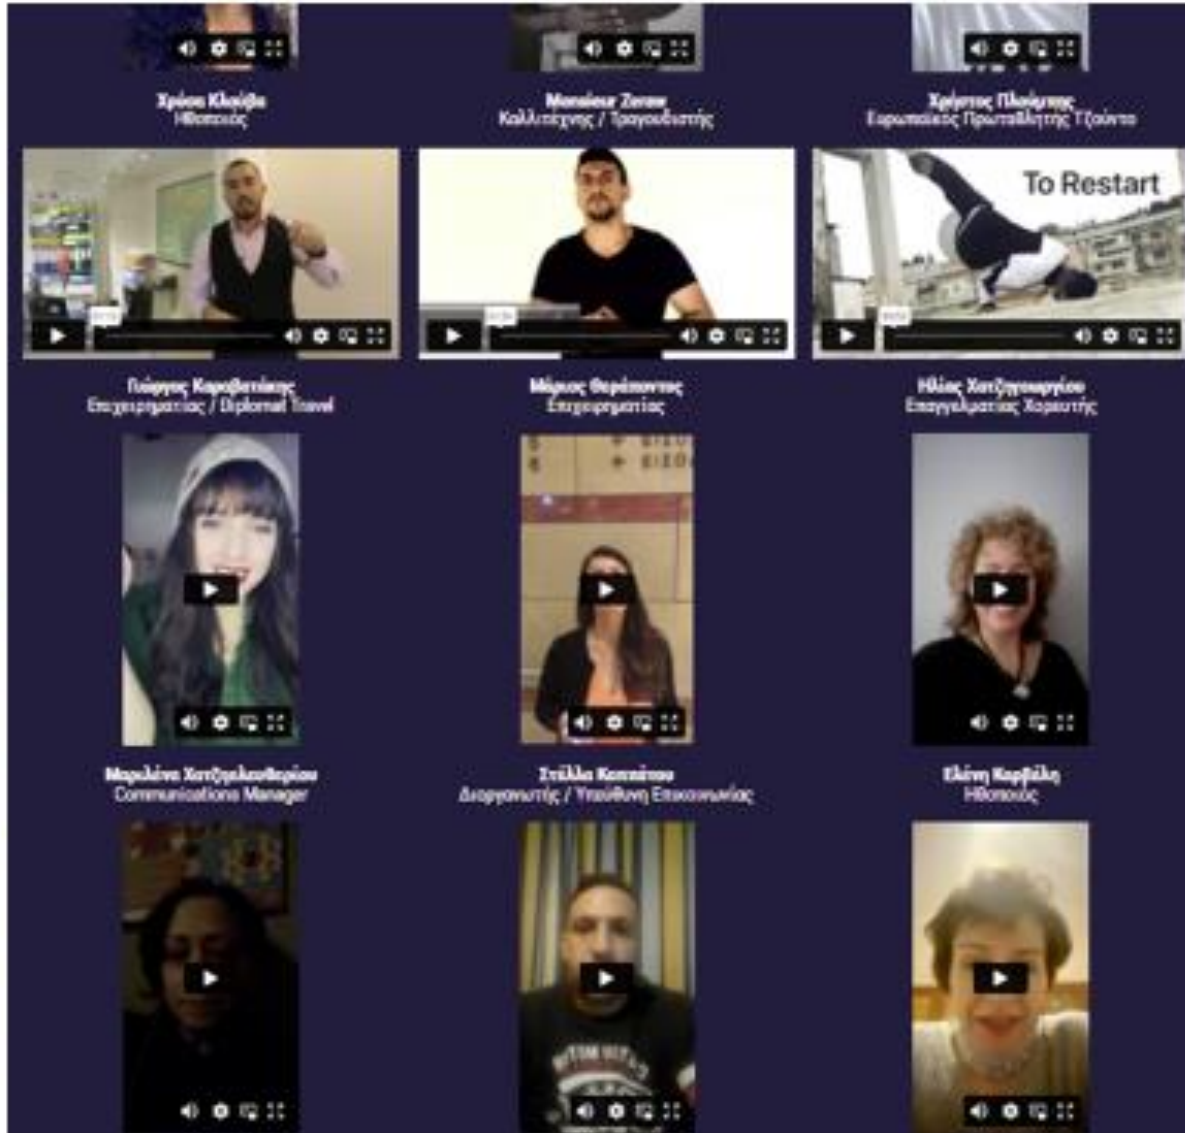 Χρύσα Κλούβα
Ηθοποιός
Monsieur Zeraw
Καλλιτέχνης / Τραγουδιστής
Χρήστος Πλούμπης
Ευρωπαϊκός Πρωταθλητής Τζούντο
To Restart
Γιώργος Καραβατάκης
Επιχειρηματίας / Diplomat Travel
Μάριος Θεράποντος
Επιχειρηματίας
Ηλίας Χατζηγεωργίου
Επαγγελματίας Χορευτής
Μαριλένα Χατζηελευθερίου
Communications Manager
Στέλλα Καππάτου
Διοργανωτής / Υπεύθυνη Επικοινωνίας
Ελένη Καρβέλη
Ηθοποιός